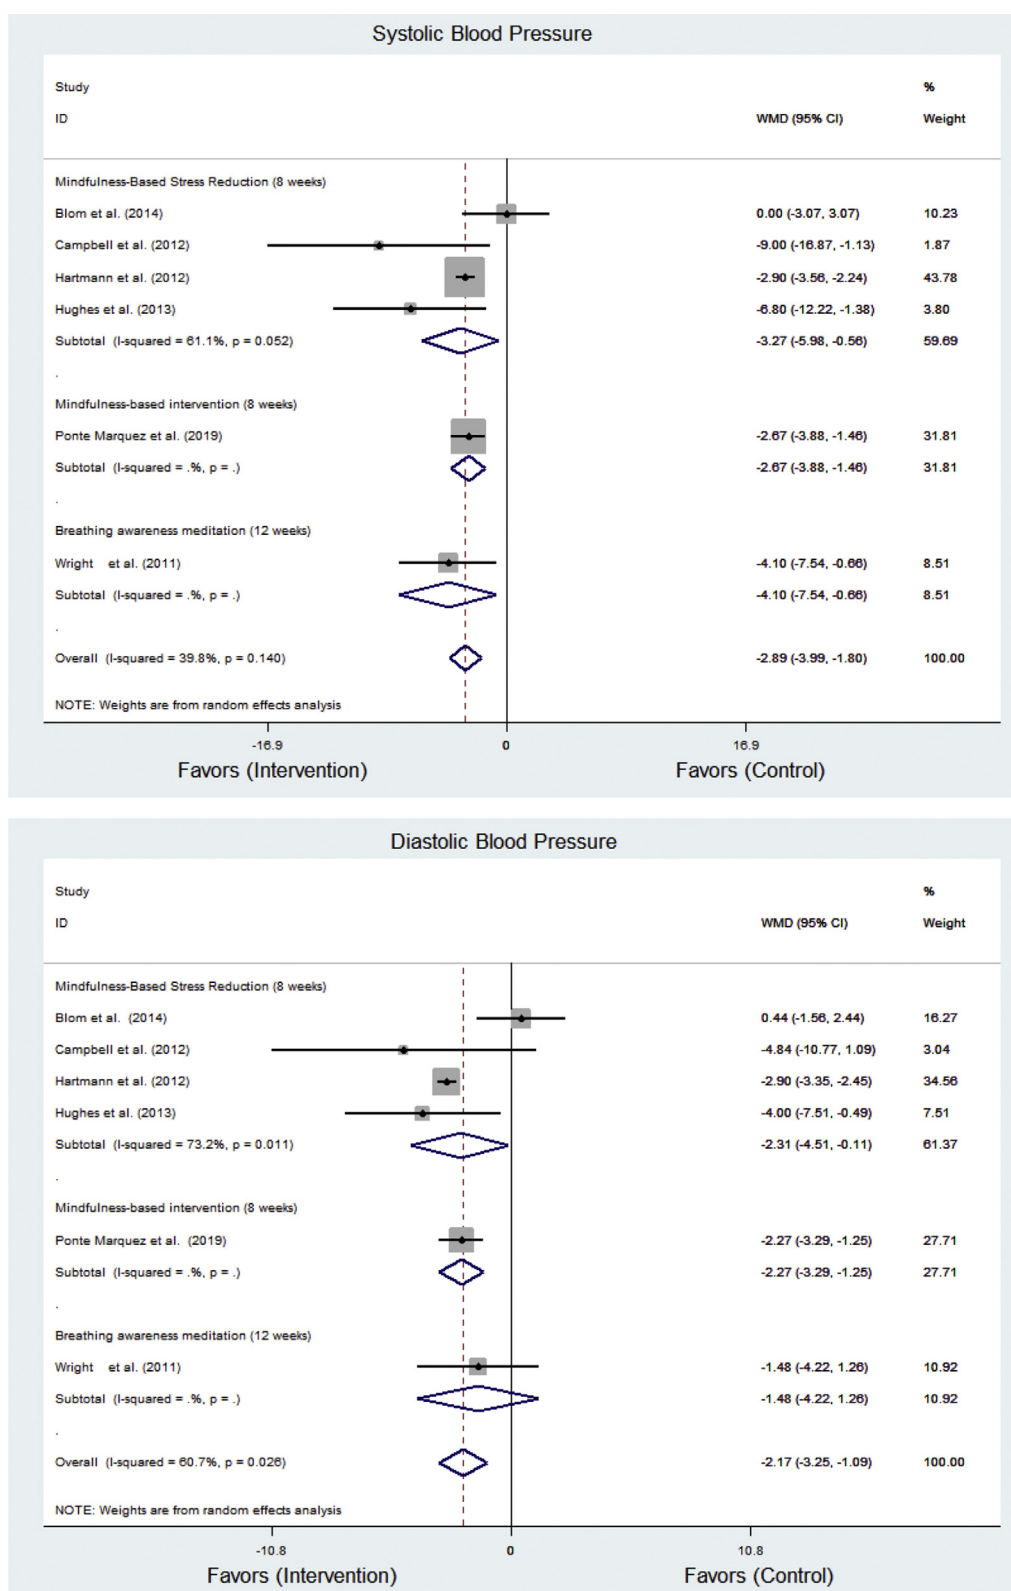 Systolic Blood Pressure
Study %
ID WMD (95% CI) Weight
Mindfulness-Based Stress Reduction (8 weeks)
Blom et al. (2014) 0.00 (-3.07, 3.07) 10.23
Campbell et al. (2012) -9.00 (-16.87, -1.13) 1.87
Hartmann et al. (2012) -2.90 (-3.56, -2.24) 43.78
Hughes et al. (2013) -6.80 (-12.22, -1.38) 3.80
Subtotal (I-squared = 61.1%, p = 0.052) -3.27 (-5.98, -0.56) 59.69
.
Mindfulness-based intervention (8 weeks)
Ponte Marquez et al. (2019) -2.67 (-3.88, -1.46) 31.81
Subtotal (I-squared = .%, p = .) -2.67 (-3.88, -1.46) 31.81
.
Breathing awareness meditation (12 weeks)
Wright et al. (2011) -4.10 (-7.54, -0.66) 8.51
Subtotal (I-squared = .%, p = .) -4.10 (-7.54, -0.66) 8.51
.
Overall (I-squared = 39.8%, p = 0.140) -2.89 (-3.99, -1.80) 100.00
NOTE: Weights are from random effects analysis
-16.9 0 16.9
Favors (Intervention) Favors (Control)
Diastolic Blood Pressure
Study %
ID WMD (95% CI) Weight
Mindfulness-Based Stress Reduction (8 weeks)
Blom et al. (2014) 0.44 (-1.56, 2.44) 16.27
Campbell et al. (2012) -4.84 (-10.77, 1.09) 3.04
Hartmann et al. (2012) -2.90 (-3.35, -2.45) 34.56
Hughes et al. (2013) -4.00 (-7.51, -0.49) 7.51
Subtotal (I-squared = 73.2%, p = 0.011) -2.31 (-4.51, -0.11) 61.37
.
Mindfulness-based intervention (8 weeks)
Ponte Marquez et al. (2019) -2.27 (-3.29, -1.25) 27.71
Subtotal (I-squared = .%, p = .) -2.27 (-3.29, -1.25) 27.71
.
Breathing awareness meditation (12 weeks)
Wright et al. (2011) -1.48 (-4.22, 1.26) 10.92
Subtotal (I-squared = .%, p = .) -1.48 (-4.22, 1.26) 10.92
.
Overall (I-squared = 60.7%, p = 0.026) -2.17 (-3.25, -1.09) 100.00
NOTE: Weights are from random effects analysis
-10.8 0 10.8
Favors (Intervention) Favors (Control)